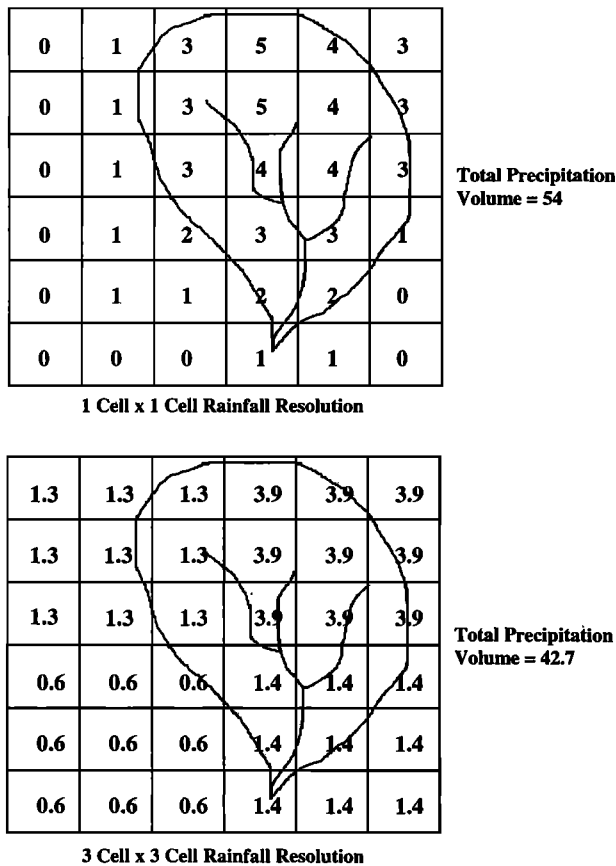 0 1 3 5 4 3
0 1 3 5 4 3
0 1 3 4 4 3
Total Precipitation
Volume = 54
0 1 2 3 3 1
0 1 1 2 2 0
0 0 0 1 1 0
1 Cell x 1 Cell Rainfall Resolution
1.3 1.3 1.3 3.9 3.9 3.9
1.3 1.3 1.3 3.9 3.9 3.9
1.3 1.3 1.3 3.9 3.9 3.9
Total Precipitation
Volume = 42.7
0.6 0.6 0.6 1.4 1.4 1.4
0.6 0.6 0.6 1.4 1.4 1.4
0.6 0.6 0.6 1.4 1.4 1.4
3 Cell x 3 Cell Rainfall Resolution